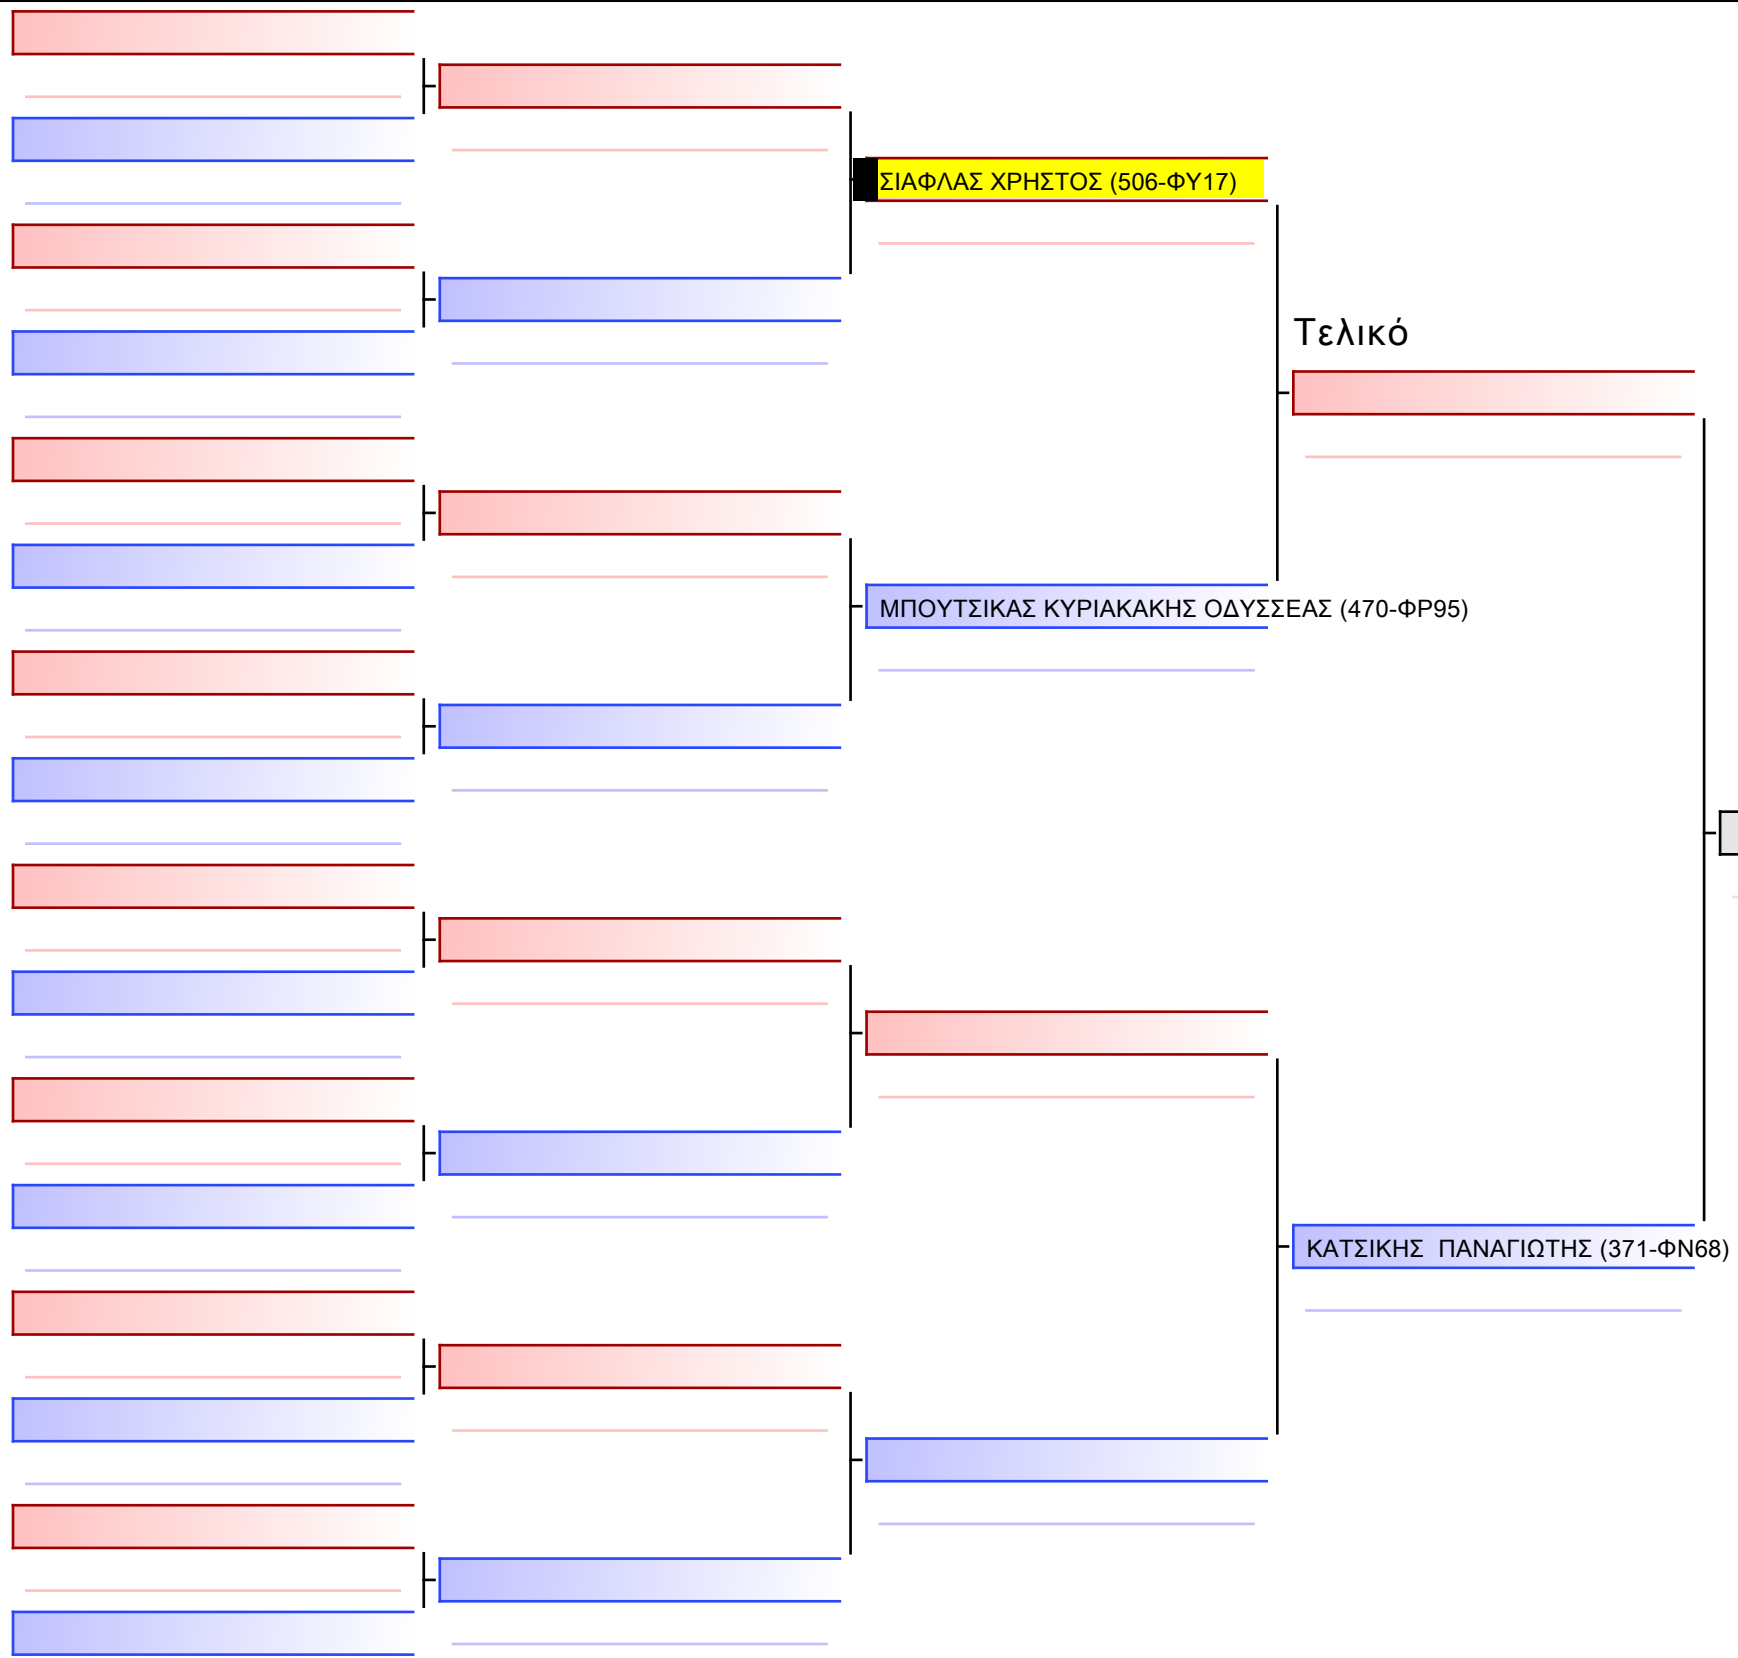 ΣΙΑΦΛΑΣ ΧΡΗΣΤΟΣ (506-ΦΥ17)
Τελικό
ΜΠΟΥΤΣΙΚΑΣ ΚΥΡΙΑΚΑΚΗΣ ΟΔΥΣΣΕΑΣ (470-ΦΡ95)
ΚΑΤΣΙΚΗΣ  ΠΑΝΑΓΙΩΤΗΣ (371-ΦΝ68)